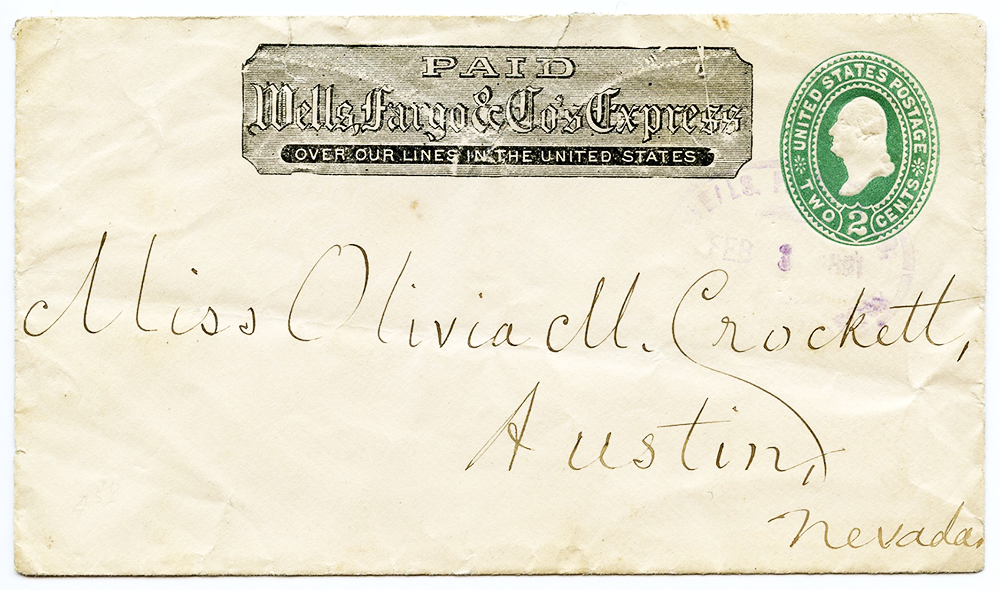 PAID
Wells, Fargo & Co's Express
OVER OUR LINES IN THE UNITED STATES
UNITED STATES POSTAGE
TWO 2 CENTS
FEB
Miss Olivia M. Crockett,
Austin,
Nevada